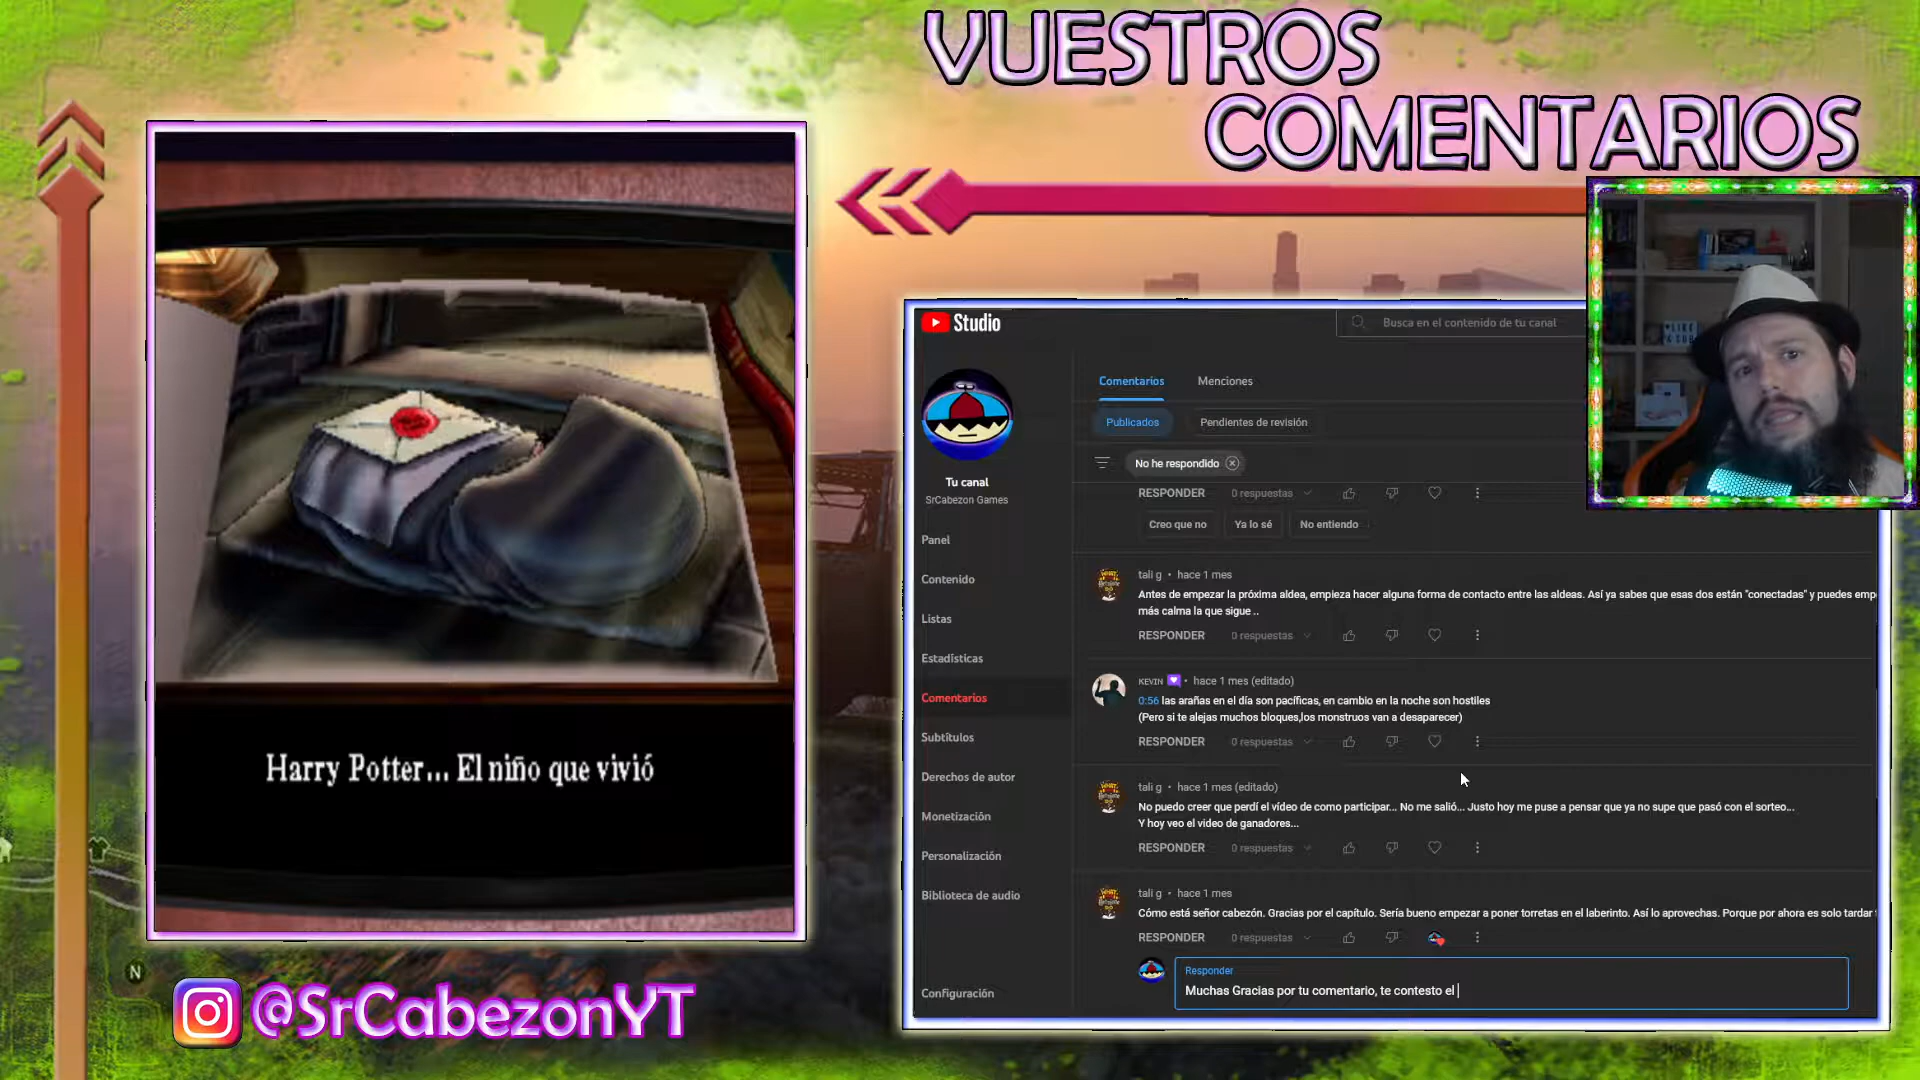 VUESTROS
COMENTARIOS
Harry Potter... El niño que vivió
@SrCabezonYT
N
Studio
Busca en el contenido de tu canal
Tu canal
SrCabezon Games
Panel
Contenido
Listas
Estadísticas
Comentarios
Subtítulos
Derechos de autor
Monetización
Personalización
Biblioteca de audio
Configuración
Comentarios Menciones
Publicados Pendientes de revisión
No he respondido
RESPONDER 0 respuestas
Creo que no Ya lo sé No entiendo
tali g • hace 1 mes
Antes de empezar la próxima aldea, empieza hacer alguna forma de contacto entre las aldeas. Así ya sabes que esas dos están "conectadas" y puedes emp
más calma la que sigue ..
RESPONDER 0 respuestas
KEVIN • hace 1 mes (editado)
0:56 las arañas en el día son pacíficas, en cambio en la noche son hostiles
(Pero si te alejas muchos bloques,los monstruos van a desaparecer)
RESPONDER 0 respuestas
tali g • hace 1 mes (editado)
No puedo creer que perdí el vídeo de como participar... No me salió... Justo hoy me puse a pensar que ya no supe que pasó con el sorteo...
Y hoy veo el video de ganadores...
RESPONDER 0 respuestas
tali g • hace 1 mes
Cómo está señor cabezón. Gracias por el capítulo. Sería bueno empezar a poner torretas en el laberinto. Así lo aprovechas. Porque por ahora es solo tardar
RESPONDER 0 respuestas
Responder
Muchas Gracias por tu comentario, te contesto el